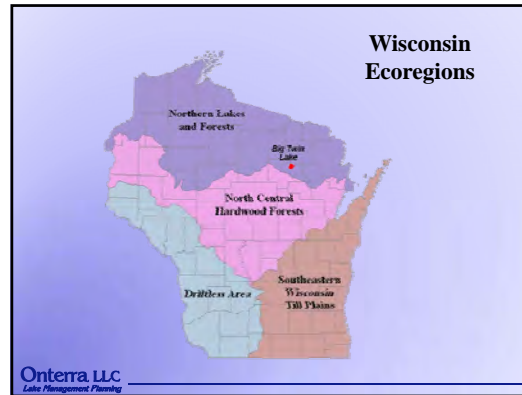 Wisconsin
Ecoregions
Northern Lakes
and Forests
Big Twin
Lake
North Central
Hardwood Forests
Driftless Area
Southeastern
Wisconsin
Till Plains
Onterra LLC
Lake Management Planning